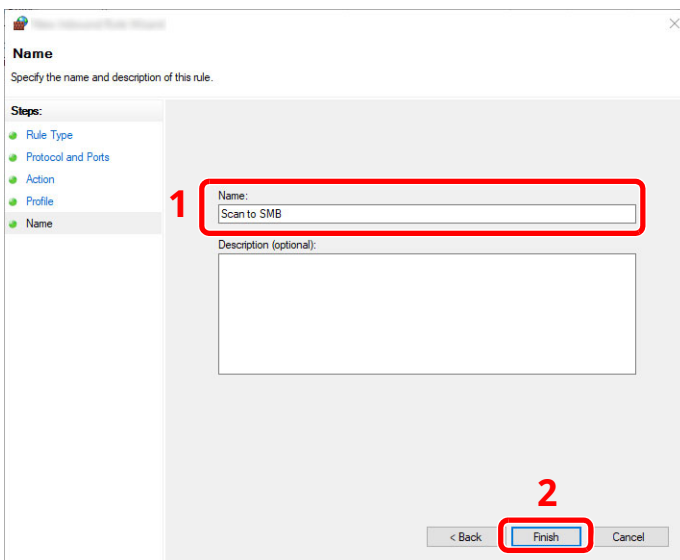 Name
Specify the name and description of this rule.
Steps:
Rule Type
Protocol and Ports
Action
Profile
Name
1
Name:
Scan to SMB
Description (optional):
2
< Back
Finish
Cancel